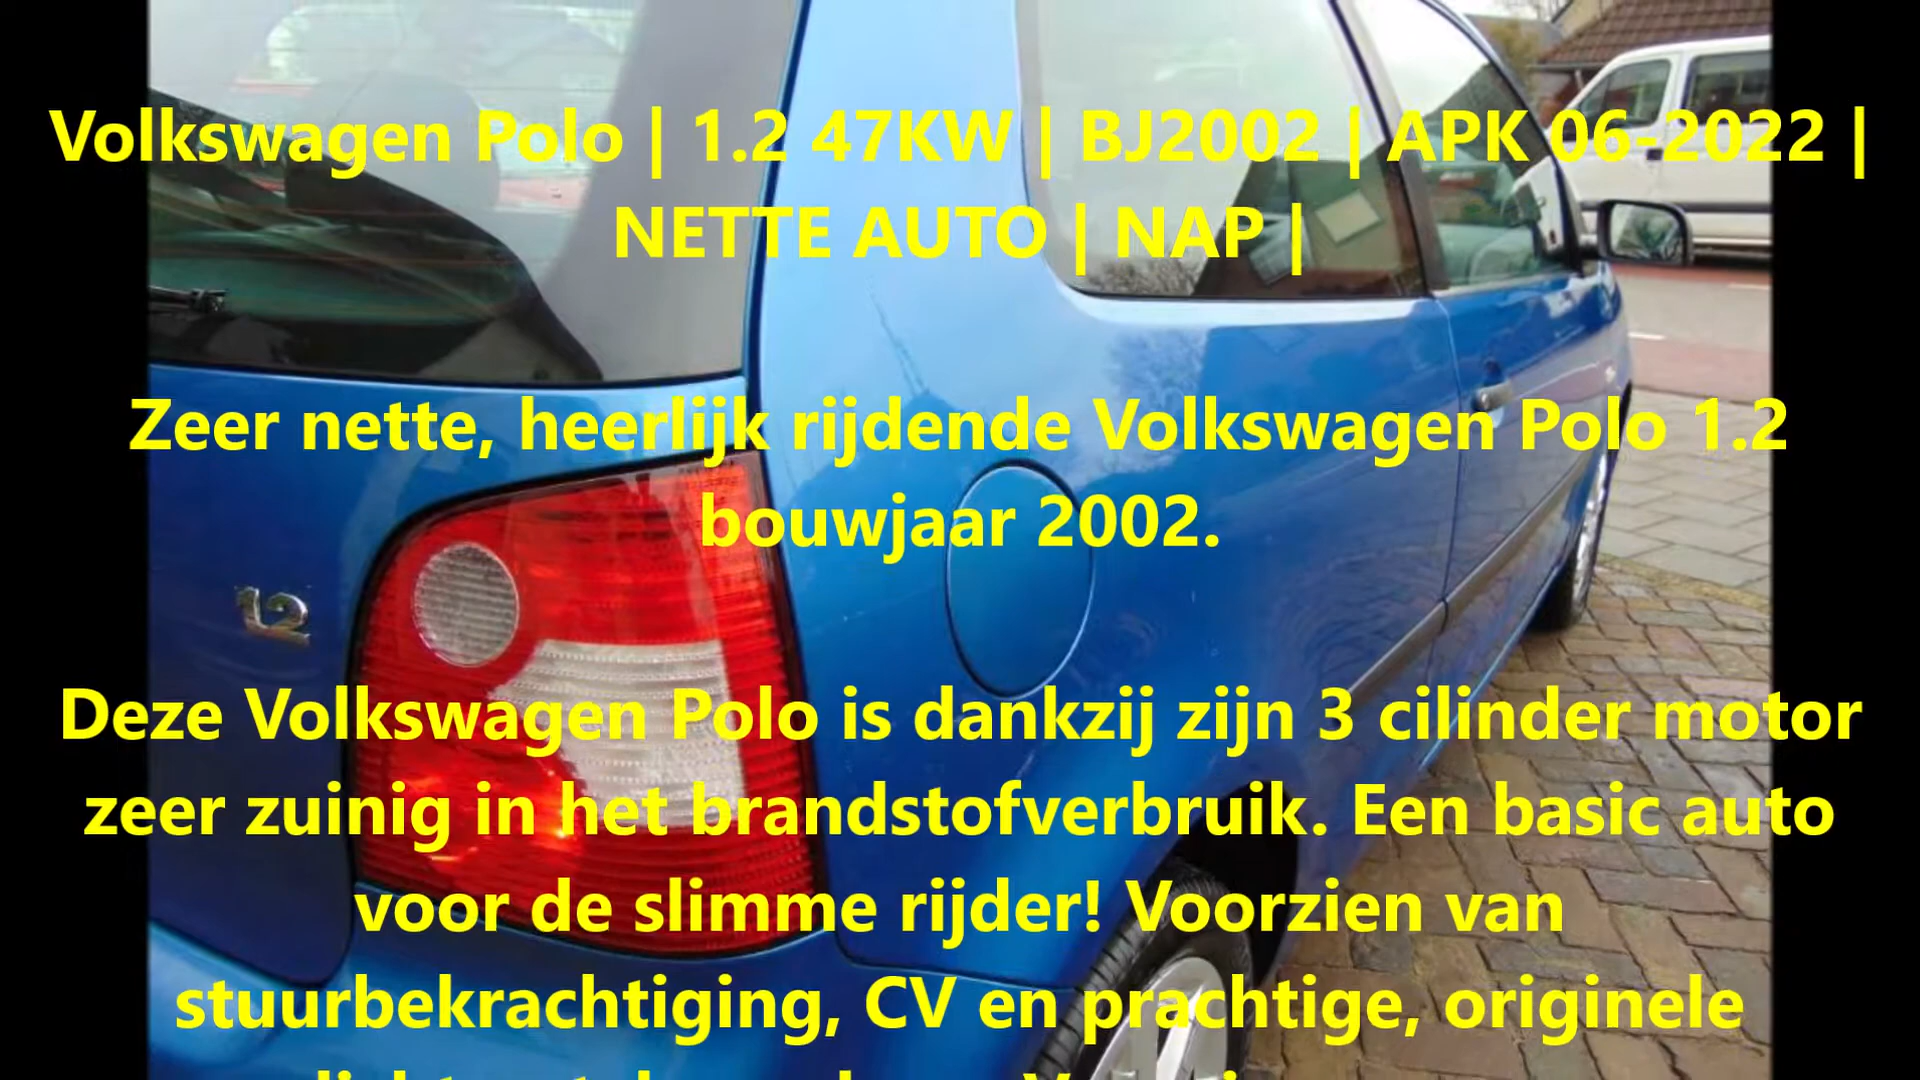 Volkswagen Polo | 1.2 47KW | BJ2002 | APK 06-2022 |
NETTE AUTO | NAP |
Zeer nette, heerlijk rijdende Volkswagen Polo 1.2
bouwjaar 2002.
1.2
Deze Volkswagen Polo is dankzij zijn 3 cilinder motor
zeer zuinig in het brandstofverbruik. Een basic auto
voor de slimme rijder! Voorzien van
stuurbekrachtiging, CV en prachtige, originele